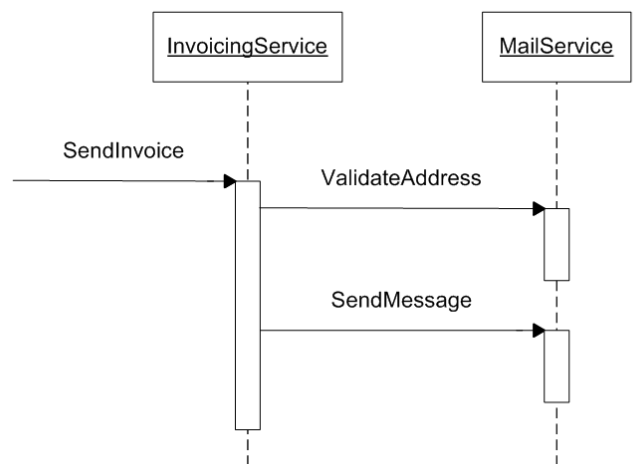 InvoicingService
MailService
SendInvoice
ValidateAddress
SendMessage